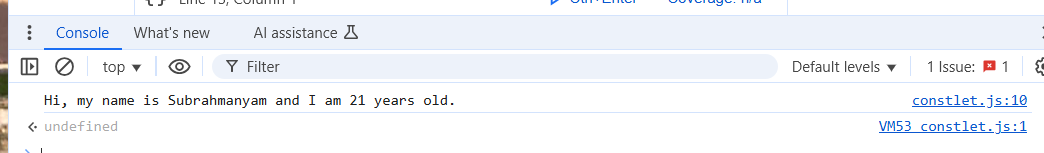 { } Line 15, Column 1 Ctrl+Enter Coverage: n/a
Console What's new AI assistance
top Filter Default levels 1 Issue: 1
Hi, my name is Subrahmanyam and I am 21 years old. constlet.js:10
undefined VM53 constlet.js:1